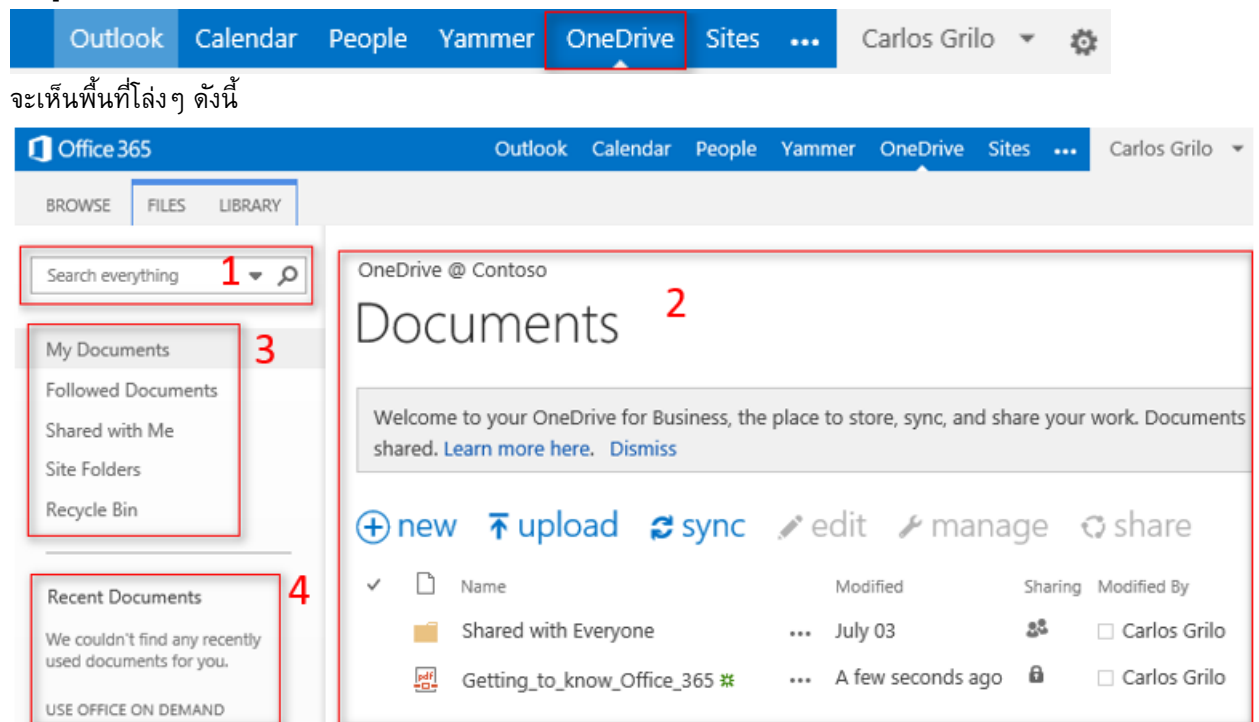 Outlook Calendar People Yammer OneDrive Sites ••• Carlos Grilo
จะเห็นพื้นที่โล่งๆ ดังนี้
Office 365 Outlook Calendar People Yammer OneDrive Sites ••• Carlos Grilo
BROWSE FILES LIBRARY
Search everything 1
OneDrive @ Contoso
Documents 2
My Documents 3
Followed Documents
Shared with Me
Site Folders
Recycle Bin
Welcome to your OneDrive for Business, the place to store, sync, and share your work. Documents
shared. Learn more here. Dismiss
new upload sync edit manage share
Name Modified Sharing Modified By
Shared with Everyone ••• July 03 Carlos Grilo
pdf Getting_to_know_Office_365 ••• A few seconds ago Carlos Grilo
Recent Documents 4
We couldn't find any recently
used documents for you.
USE OFFICE ON DEMAND